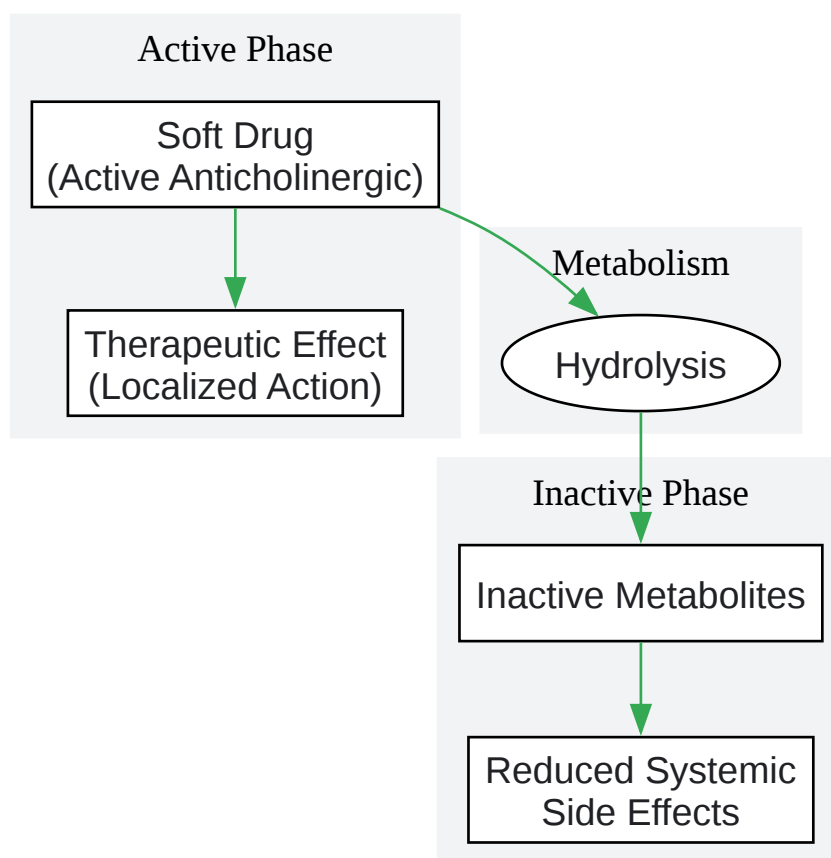 Active Phase
Soft Drug
(Active Anticholinergic)
Therapeutic Effect
(Localized Action)
Metabolism
Hydrolysis
Inactive Phase
Inactive Metabolites
Reduced Systemic
Side Effects